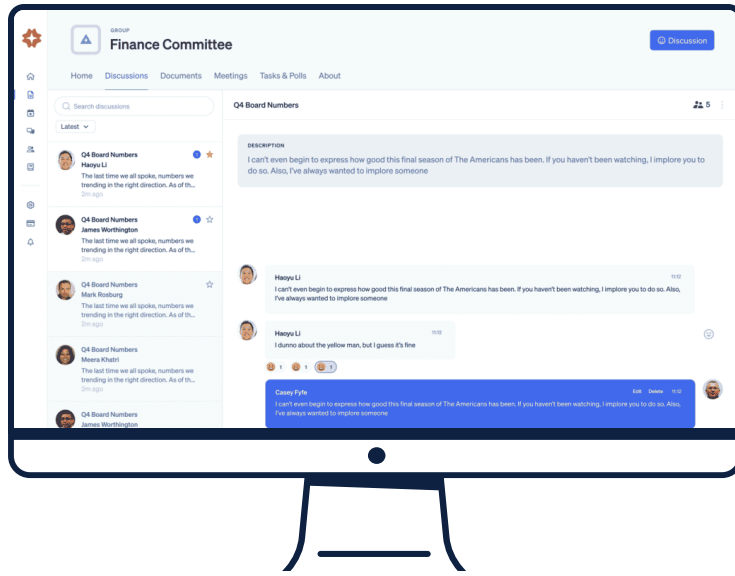 GROUP
Finance Committee
Discussion
Home Discussions Documents Meetings Tasks & Polls About
Search discussions
Latest
Q4 Board Numbers 1
Haoyu Li
The last time we all spoke, numbers we
trending in the right direction. As of th...
2m ago
Q4 Board Numbers 1
James Worthington
The last time we all spoke, numbers we
trending in the right direction. As of th...
2m ago
Q4 Board Numbers
Mark Rosburg
The last time we all spoke, numbers we
trending in the right direction. As of th...
2m ago
Q4 Board Numbers
Meera Khatri
The last time we all spoke, numbers we
trending in the right direction. As of th...
2m ago
Q4 Board Numbers
James Worthington
Q4 Board Numbers 5
DESCRIPTION
I can't even begin to express how good this final season of The Americans has been. If you haven't been watching, I implore you to
do so. Also, I've always wanted to implore someone
Haoyu Li 11:12
I can't even begin to express how good this final season of The Americans has been. If you haven't been watching, I implore you to do so. Also,
I've always wanted to implore someone
Haoyu Li 11:12
I dunno about the yellow man, but I guess it's fine
1 1 1
Casey Fyfe Edit Delete 11:12
I can't even begin to express how good this final season of The Americans has been. If you haven't been watching, I implore you to do so. Also,
I've always wanted to implore someone